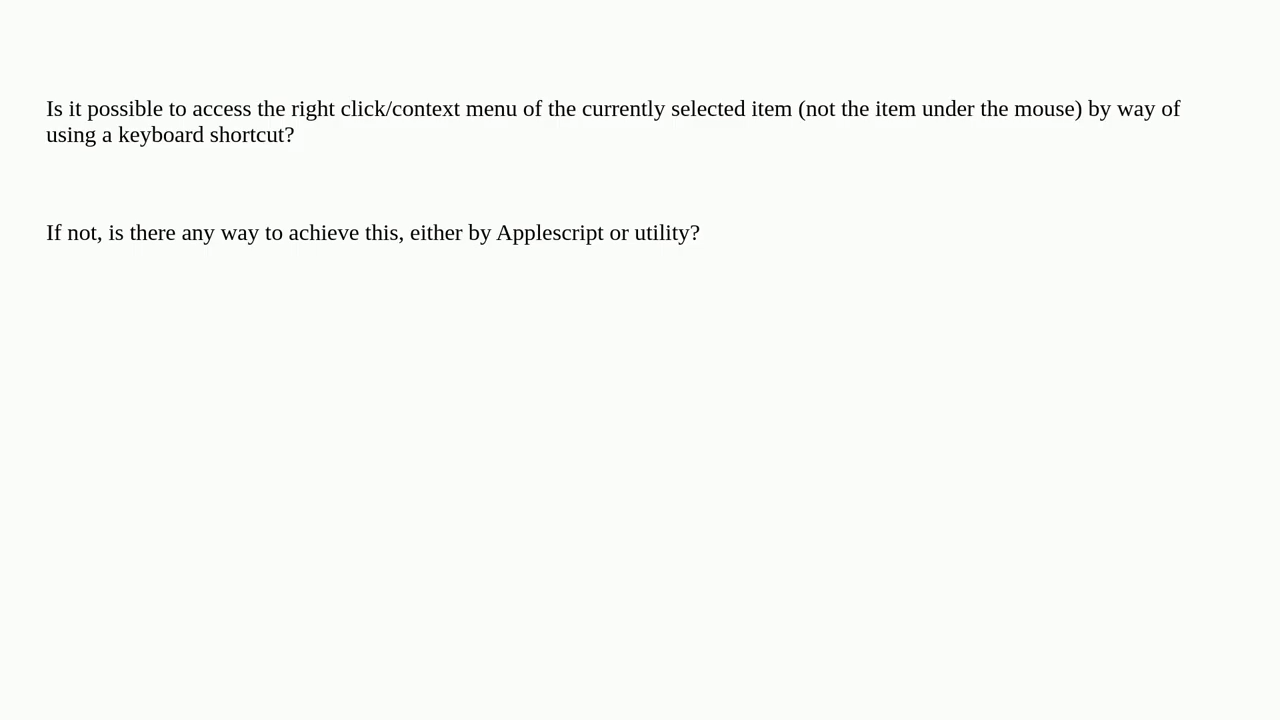 Is it possible to access the right click/context menu of the currently selected item (not the item under the mouse) by way of
using a keyboard shortcut?
If not, is there any way to achieve this, either by Applescript or utility?